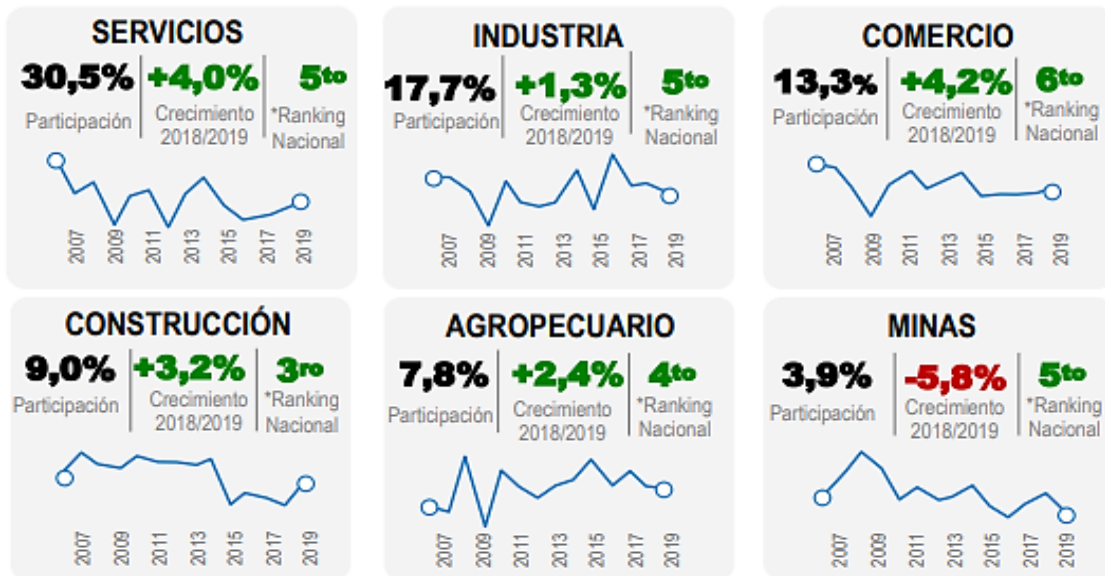 SERVICIOS
30,5% +4,0% 5to
Participación Crecimiento 2018/2019 *Ranking Nacional
2007 2009 2011 2013 2015 2017 2019
INDUSTRIA
17,7% +1,3% 5to
Participación Crecimiento 2018/2019 *Ranking Nacional
2007 2009 2011 2013 2015 2017 2019
COMERCIO
13,3% +4,2% 6to
Participación Crecimiento 2018/2019 *Ranking Nacional
2007 2009 2011 2013 2015 2017 2019
CONSTRUCCIÓN
9,0% +3,2% 3ro
Participación Crecimiento 2018/2019 *Ranking Nacional
2007 2009 2011 2013 2015 2017 2019
AGROPECUARIO
7,8% +2,4% 4to
Participación Crecimiento 2018/2019 *Ranking Nacional
2007 2009 2011 2013 2015 2017 2019
MINAS
3,9% -5,8% 5to
Participación Crecimiento 2018/2019 *Ranking Nacional
2007 2009 2011 2013 2015 2017 2019